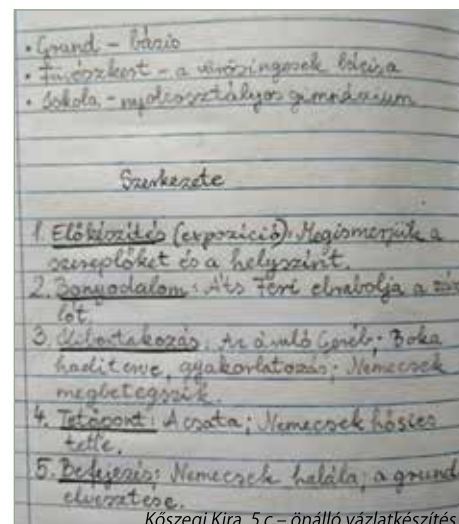 • Grund – bázis
• Füvészkert – a vörösingesek bázisa
• Iskola – nyolcosztályos gimnázium
Szerkezete
1. Előkészítés (expozíció): Megismerjük a
szereplőket és a helyszínt.
2. Bonyodalom: Áts Feri elrabolja a zász
lót.
3. Kibontakozás: Az áruló Geréb; Boka
haditerve, gyakorlatozás; Nemecsek
megbetegszik.
4. Tetőpont: A csata; Nemecsek hősies
tette.
5. Befejezés: Nemecsek halála; a grund
elvesztése.
Kőszegi Kira, 5.c – önálló vázlatkészítés